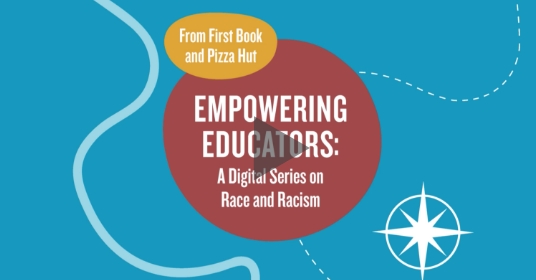 From First Book
and Pizza Hut
EMPOWERING
EDUCATORS:
A Digital Series on
Race and Racism